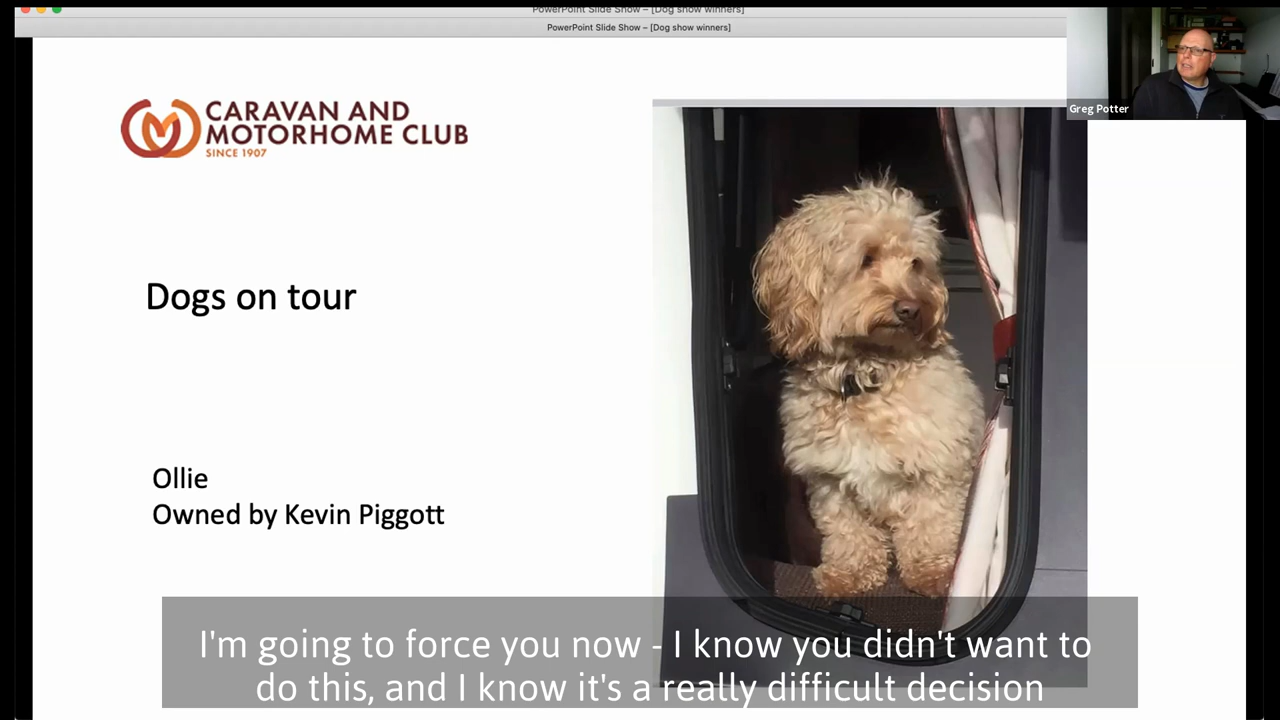 PowerPoint Slide Show – [Dog show winners]
PowerPoint Slide Show – [Dog show winners]
Greg Potter
CARAVAN AND
MOTORHOME CLUB
SINCE 1907
Dogs on tour
Ollie
Owned by Kevin Piggott
I'm going to force you now - I know you didn't want to
do this, and I know it's a really difficult decision